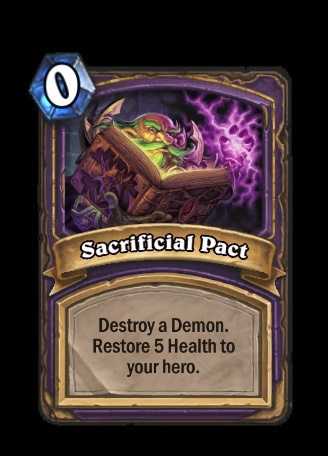 0
Sacrificial Pact
Destroy a Demon.
Restore 5 Health to
your hero.